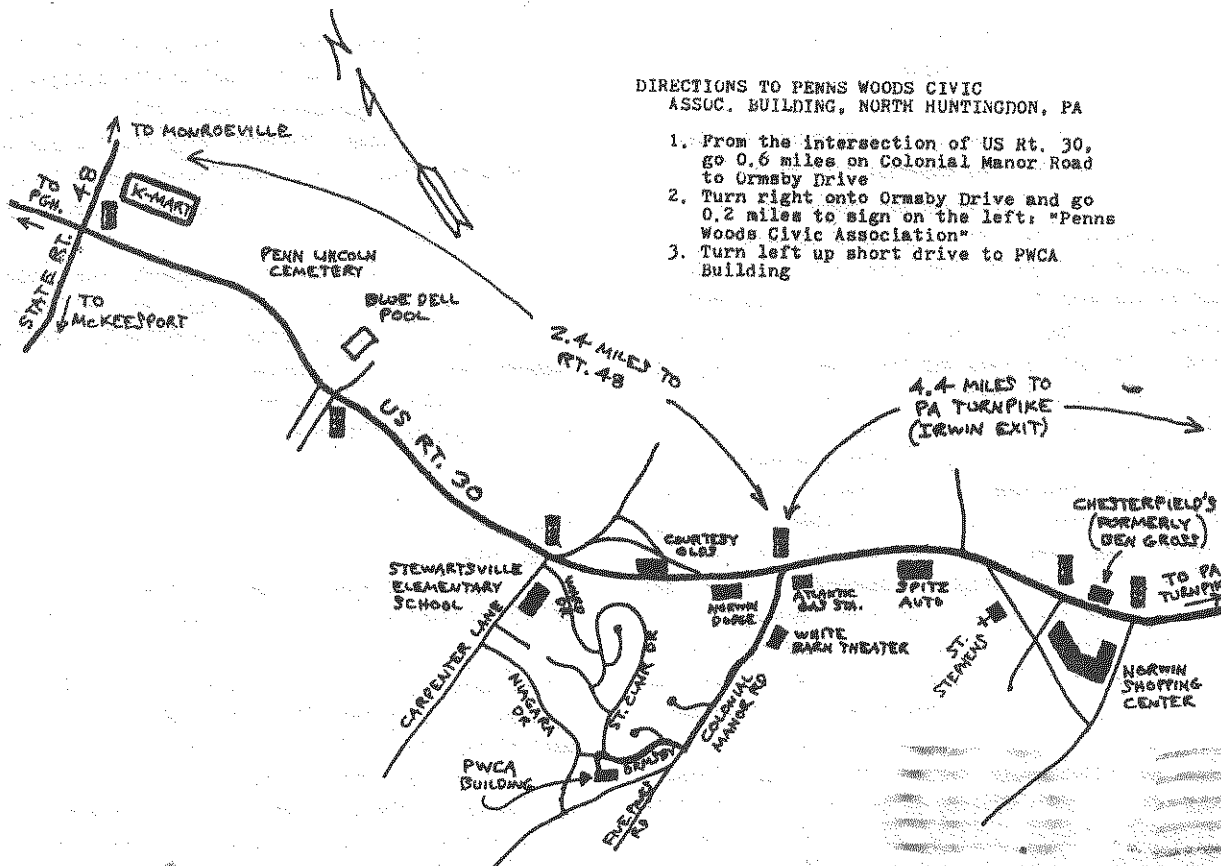 N
DIRECTIONS TO PENNS WOODS CIVIC
ASSOC. BUILDING, NORTH HUNTINGDON, PA
1. From the intersection of US Rt. 30,
go 0.6 miles on Colonial Manor Road
to Ormsby Drive
2. Turn right onto Ormsby Drive and go
0.2 miles to sign on the left: "Penns
Woods Civic Association"
3. Turn left up short drive to PWCA
Building
TO MONROEVILLE
TO
PGH.
K-MART
STATE RT. 48
TO
McKEESPORT
PENN LINCOLN
CEMETERY
BLUE DELL
POOL
2.4 MILES TO
RT. 48
4.4 MILES TO
PA TURNPIKE
(IRWIN EXIT)
US RT. 30
CHESTERFIELD'S
(FORMERLY
BEN GROSS)
TO PA
TURNPIK
STEWARTSVILLE
ELEMENTARY
SCHOOL
COURTESY
OLDS
NORWIN
DODGE
ATLANTIC
GAS STA.
SPITZ
AUTO
WHITE
BARN THEATER
ST.
STEPHENS
NORWIN
SHOPPING
CENTER
CARPENTER LANE
DR
NIAGARA
DR
ST. CLAIR DR
COLONIAL
MANOR RD
PWCA
BUILDING
ORMSBY
FIVE PINES
RD